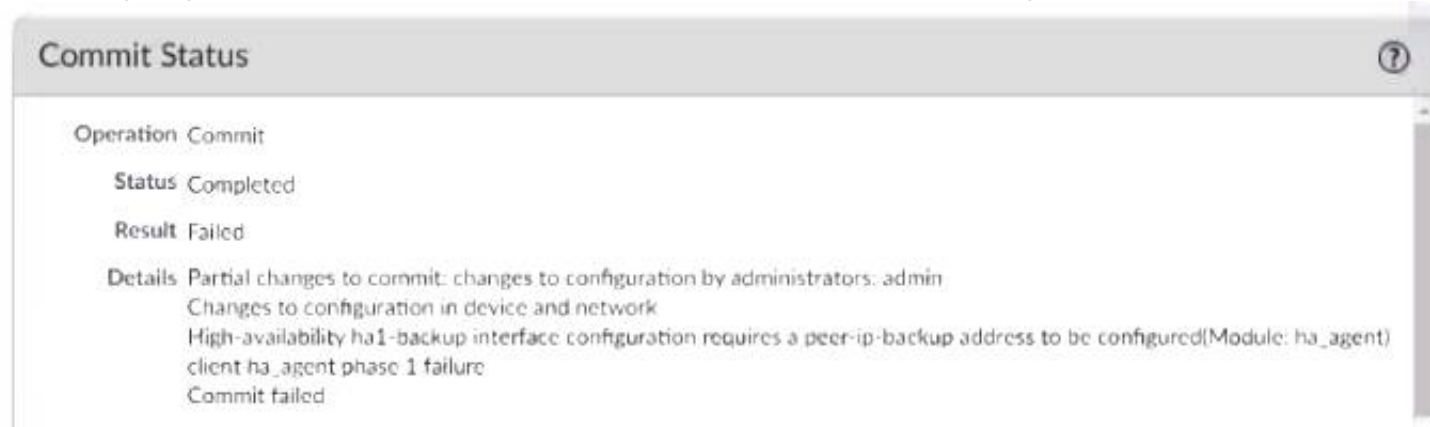 Commit Status
Operation Commit
Status Completed
Result Failed
Details Partial changes to commit: changes to configuration by administrators: admin
Changes to configuration in device and network
High-availability ha1-backup interface configuration requires a peer-ip-backup address to be configured(Module: ha_agent)
client ha_agent phase 1 failure
Commit failed